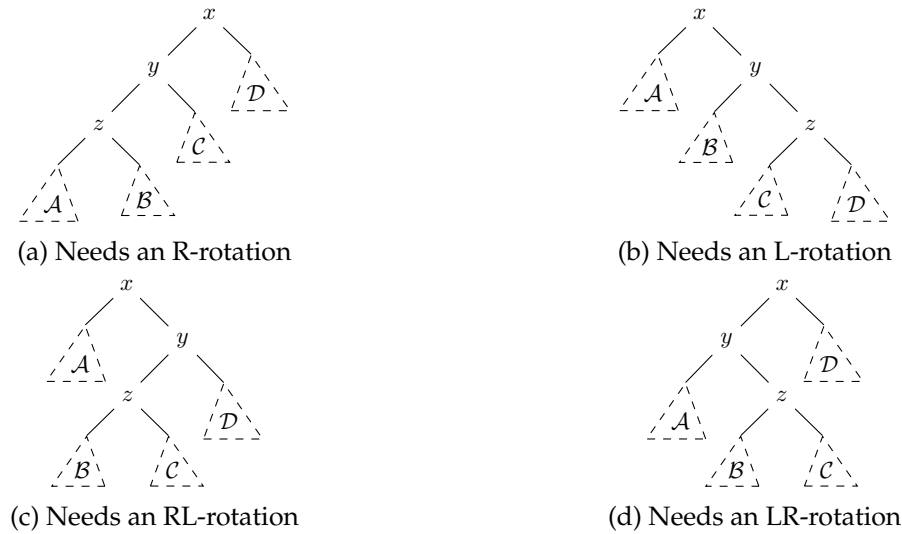 x x
y D A y
z C B z
A B C D
(a) Needs an R-rotation (b) Needs an L-rotation
x x
A y y D
z D A z
B C B C
(c) Needs an RL-rotation (d) Needs an LR-rotation